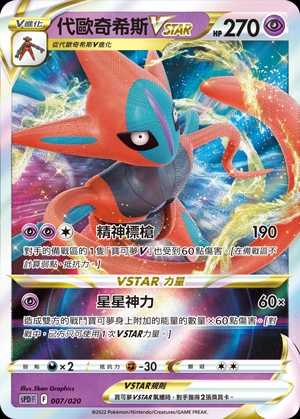 V進化
代歐奇希斯VSTAR
HP270
從代歐奇希斯V進化
精神標槍 190
對手的備戰區的1隻「寶可夢V」也受到60點傷害。[在備戰區不計算弱點、抵抗力。]
VSTAR 力量
星星神力 60×
造成雙方的戰鬥寶可夢身上附加的能量的數量×60點傷害。[對戰中,己方只可使用1次VSTAR力量。]
弱點 ×2 抵抗力 -30 撤退
Illus.5ban Graphics
VSTAR規則
寶可夢VSTAR氣絕時,對手獲得2張獎賞卡。
sPD F 007/020
©2022 Pokémon/Nintendo/Creatures/GAME FREAK.